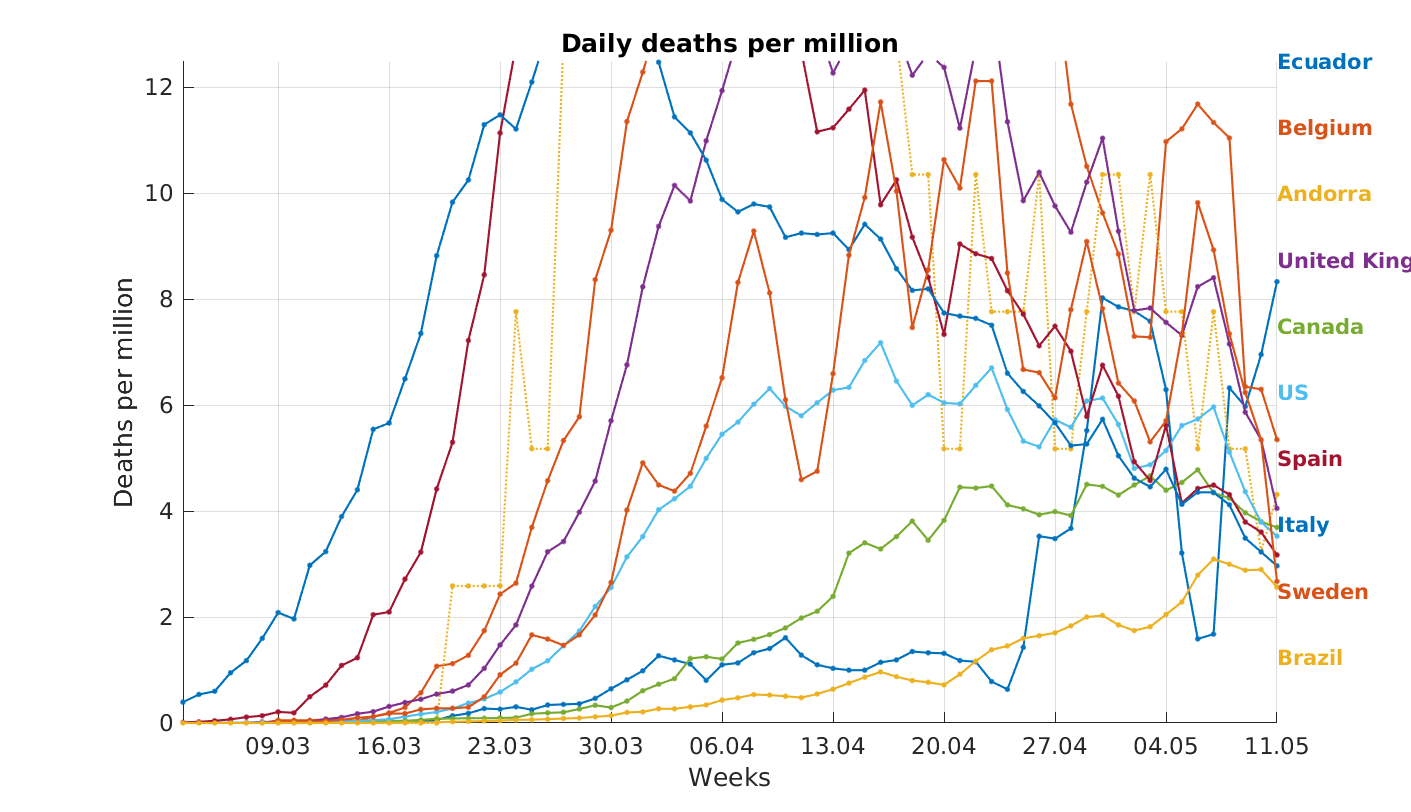 Daily deaths per million
Deaths per million
12
10
8
6
4
2
0
09.03 16.03 23.03 30.03 06.04 13.04 20.04 27.04 04.05 11.05
Weeks
Ecuador
Belgium
Andorra
United King
Canada
US
Spain
Italy
Sweden
Brazil